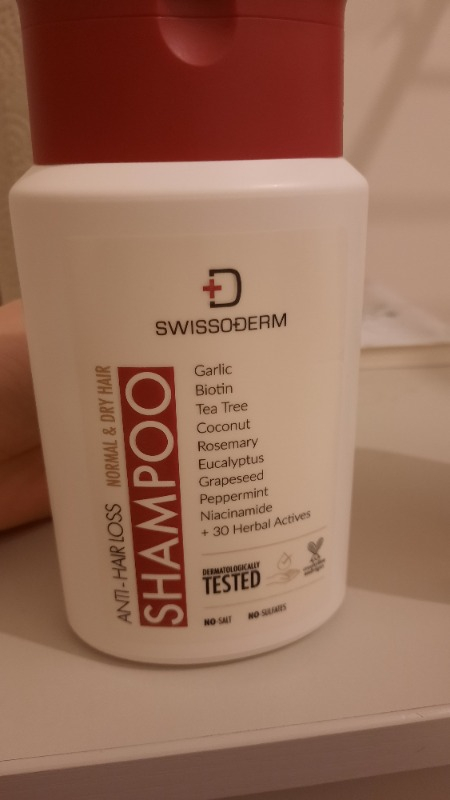 SWISSODERM
ANTI-HAIR LOSS NORMAL & DRY HAIR
SHAMPOO
Garlic
Biotin
Tea Tree
Coconut
Rosemary
Eucalyptus
Grapeseed
Peppermint
Niacinamide
+ 30 Herbal Actives
DERMATOLOGICALLY
TESTED
NO-SALT NO-SULFATES